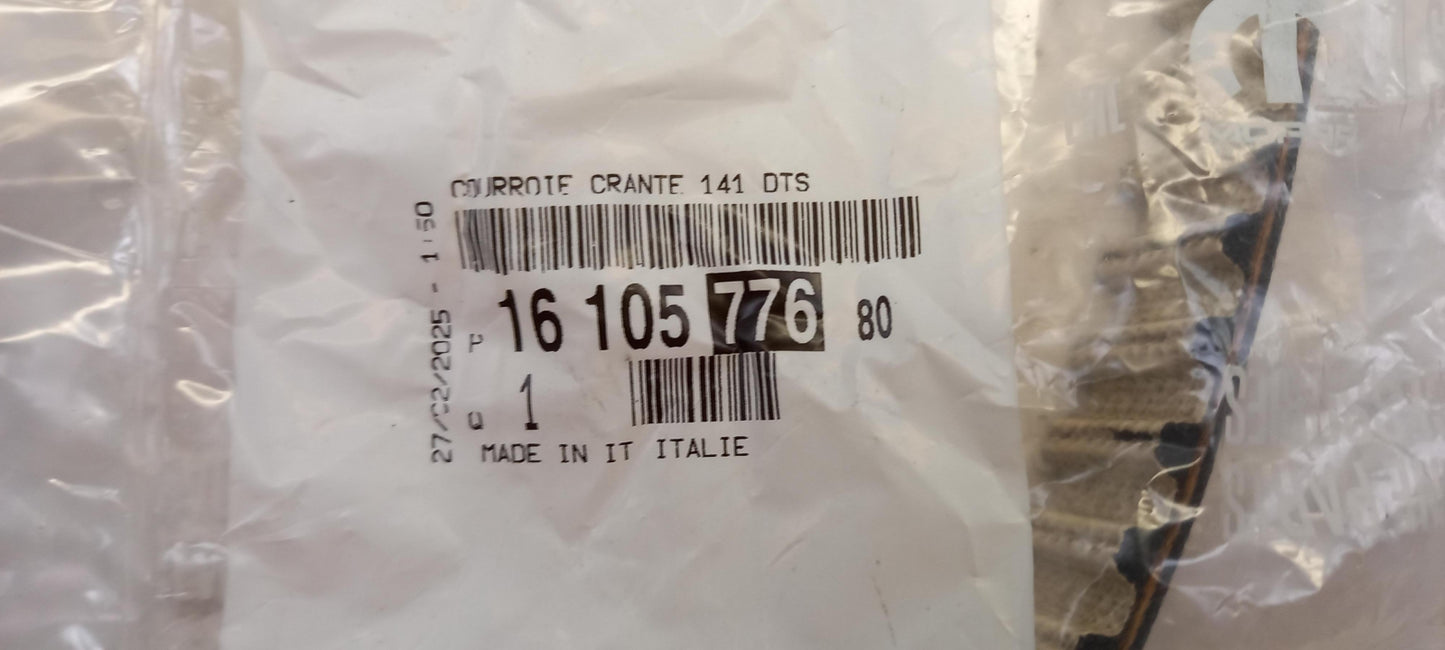 COURROIE CRANTE 141 DTS
27/02/2025 - 1:50
P 16 105 776 80
Q 1
MADE IN IT ITALIE